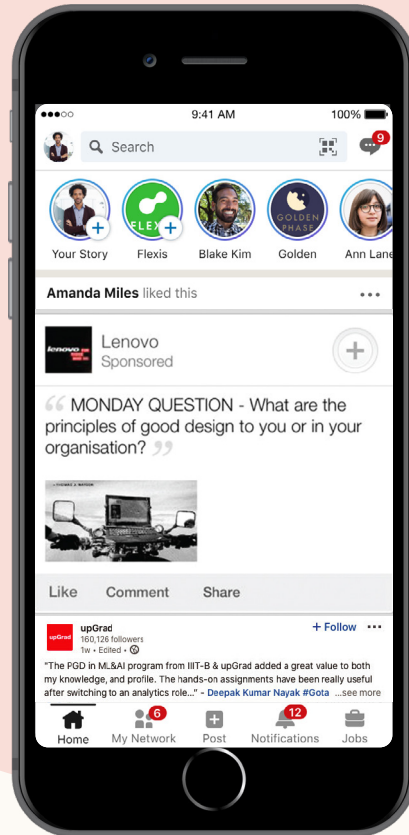 9:41 AM
100%
Search
9
FLEXIS
GOLDEN
PHASE
Your Story
Flexis
Blake Kim
Golden
Ann Lane
Amanda Miles liked this
lenovo
Lenovo
Sponsored
“ MONDAY QUESTION - What are the
principles of good design to you or in your
organisation? ”
Like Comment Share
upGrad
upGrad
+ Follow
160,126 followers
1w • Edited •
"The PGD in ML&AI program from IIIT-B & upGrad added a great value to both
my knowledge, and profile. The hands-on assignments have been really useful
after switching to an analytics role..." - Deepak Kumar Nayak #Gota ...see more
6
12
Home
My Network
Post
Notifications
Jobs